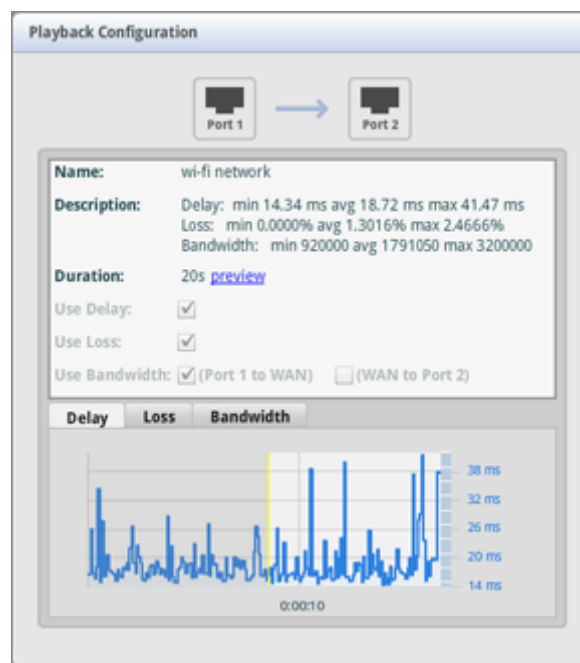 Playback Configuration
Port 1 Port 2
Name: wi-fi network
Description: Delay: min 14.34 ms avg 18.72 ms max 41.47 ms
Loss: min 0.0000% avg 1.3016% max 2.4666%
Bandwidth: min 920000 avg 1791050 max 3200000
Duration: 20s preview
Use Delay:
Use Loss:
Use Bandwidth: (Port 1 to WAN) (WAN to Port 2)
Delay Loss Bandwidth
38 ms
32 ms
26 ms
20 ms
14 ms
0:00:10